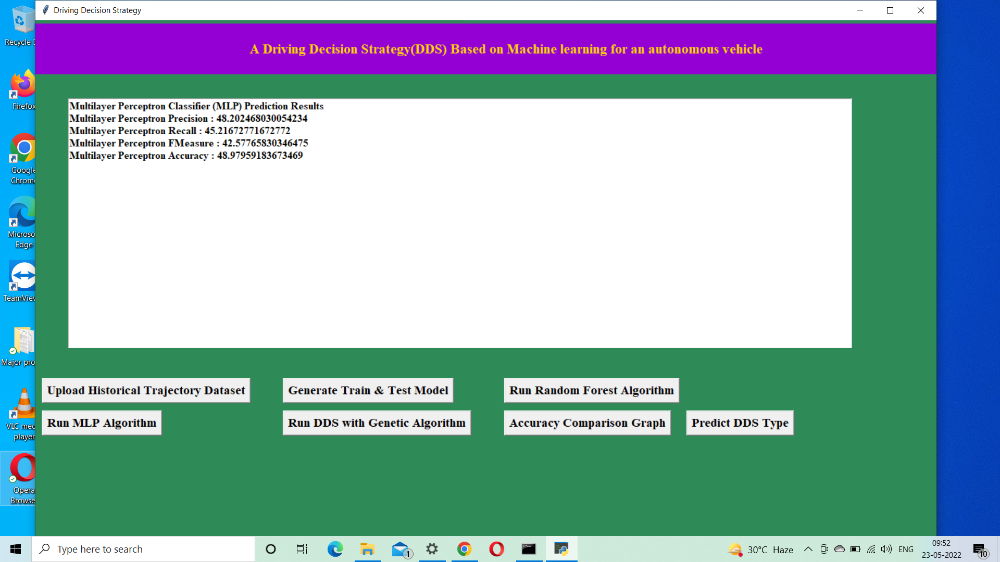 Driving Decision Strategy
A Driving Decision Strategy(DDS) Based on Machine learning for an autonomous vehicle
Multilayer Perceptron Classifier (MLP) Prediction Results
Multilayer Perceptron Precision : 48.202468030054234
Multilayer Perceptron Recall : 45.21672771672772
Multilayer Perceptron FMeasure : 42.57765830346475
Multilayer Perceptron Accuracy : 48.97959183673469
Upload Historical Trajectory Dataset
Generate Train & Test Model
Run Random Forest Algorithm
Run MLP Algorithm
Run DDS with Genetic Algorithm
Accuracy Comparison Graph
Predict DDS Type
Recycle B
Firefox
Google
Chrome
Microso
Edge
TeamView
Major pro
VLC med
player
Opera
Browse
Type here to search
1
30°C Haze
ENG
09:52
23-05-2022
10